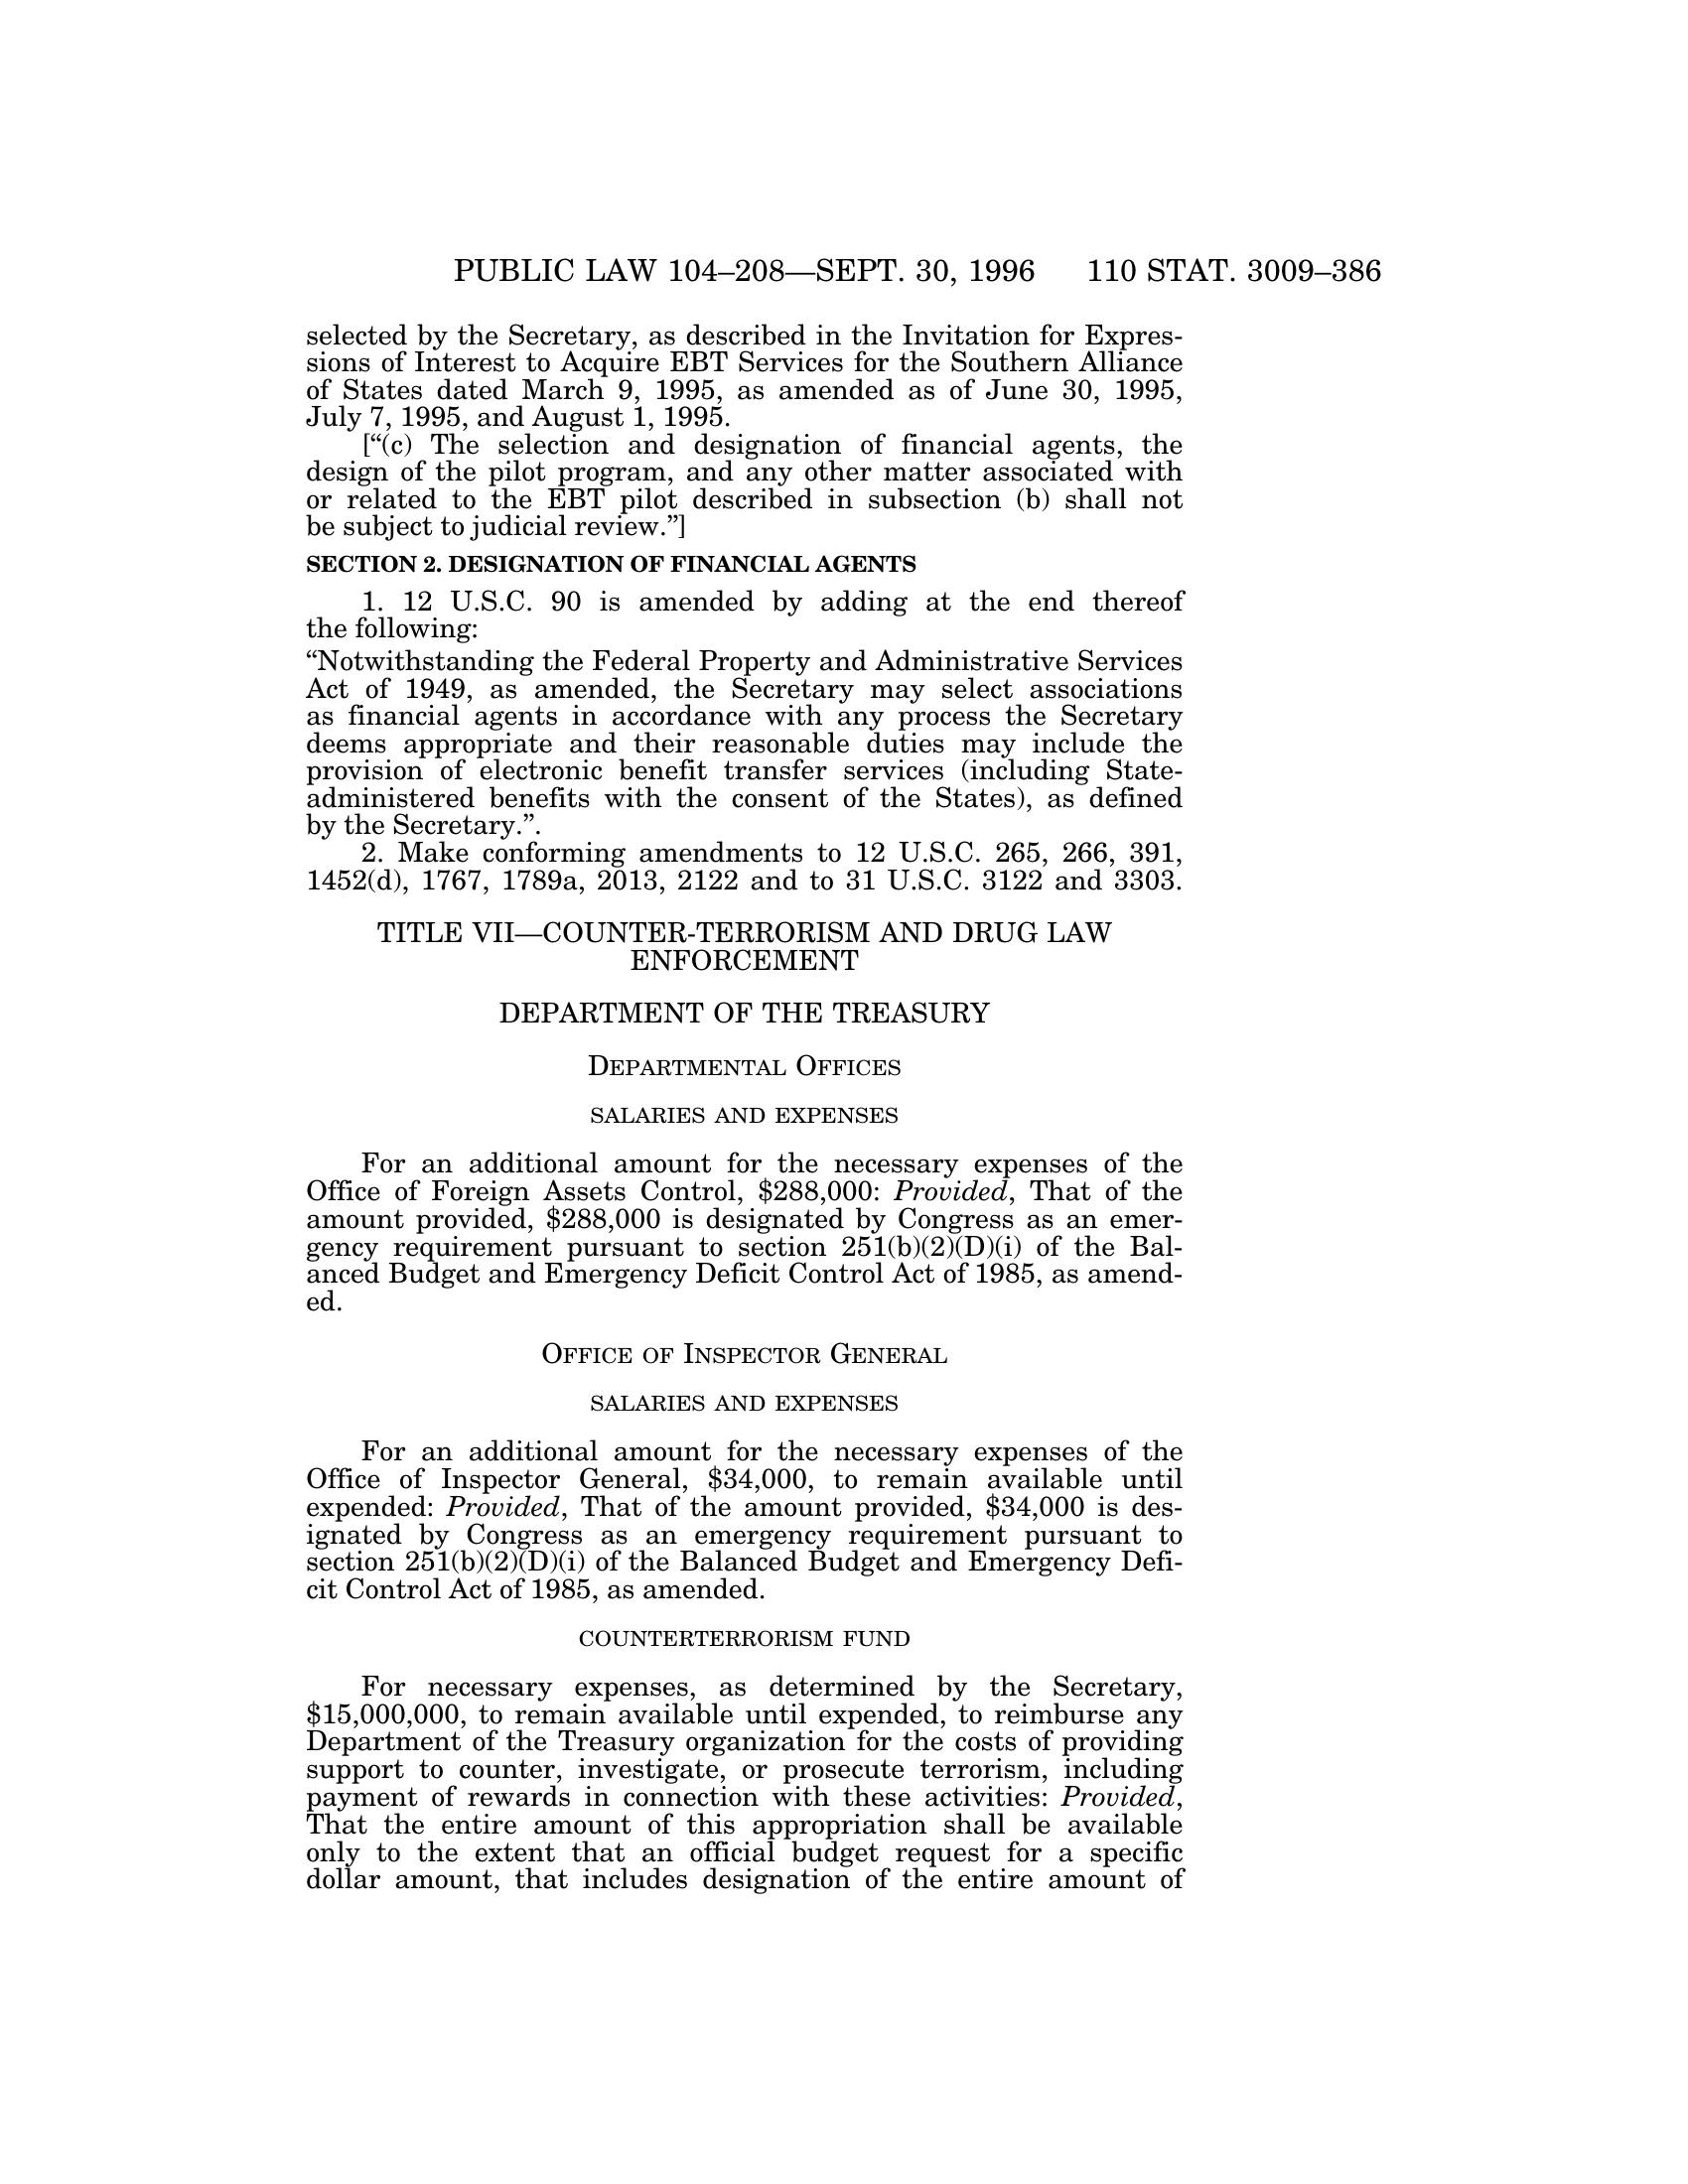 PUBLIC LAW 104–208—SEPT. 30, 1996 110 STAT. 3009–386
selected by the Secretary, as described in the Invitation for Expres-
sions of Interest to Acquire EBT Services for the Southern Alliance
of States dated March 9, 1995, as amended as of June 30, 1995,
July 7, 1995, and August 1, 1995.
[“(c) The selection and designation of financial agents, the
design of the pilot program, and any other matter associated with
or related to the EBT pilot described in subsection (b) shall not
be subject to judicial review.”]
SECTION 2. DESIGNATION OF FINANCIAL AGENTS
1. 12 U.S.C. 90 is amended by adding at the end thereof
the following:
“Notwithstanding the Federal Property and Administrative Services
Act of 1949, as amended, the Secretary may select associations
as financial agents in accordance with any process the Secretary
deems appropriate and their reasonable duties may include the
provision of electronic benefit transfer services (including State-
administered benefits with the consent of the States), as defined
by the Secretary.”.
2. Make conforming amendments to 12 U.S.C. 265, 266, 391,
1452(d), 1767, 1789a, 2013, 2122 and to 31 U.S.C. 3122 and 3303.
TITLE VII—COUNTER-TERRORISM AND DRUG LAW
ENFORCEMENT
DEPARTMENT OF THE TREASURY
DEPARTMENTAL OFFICES
SALARIES AND EXPENSES
For an additional amount for the necessary expenses of the
Office of Foreign Assets Control, $288,000: Provided, That of the
amount provided, $288,000 is designated by Congress as an emer-
gency requirement pursuant to section 251(b)(2)(D)(i) of the Bal-
anced Budget and Emergency Deficit Control Act of 1985, as amend-
ed.
OFFICE OF INSPECTOR GENERAL
SALARIES AND EXPENSES
For an additional amount for the necessary expenses of the
Office of Inspector General, $34,000, to remain available until
expended: Provided, That of the amount provided, $34,000 is des-
ignated by Congress as an emergency requirement pursuant to
section 251(b)(2)(D)(i) of the Balanced Budget and Emergency Defi-
cit Control Act of 1985, as amended.
COUNTERTERRORISM FUND
For necessary expenses, as determined by the Secretary,
$15,000,000, to remain available until expended, to reimburse any
Department of the Treasury organization for the costs of providing
support to counter, investigate, or prosecute terrorism, including
payment of rewards in connection with these activities: Provided,
That the entire amount of this appropriation shall be available
only to the extent that an official budget request for a specific
dollar amount, that includes designation of the entire amount of